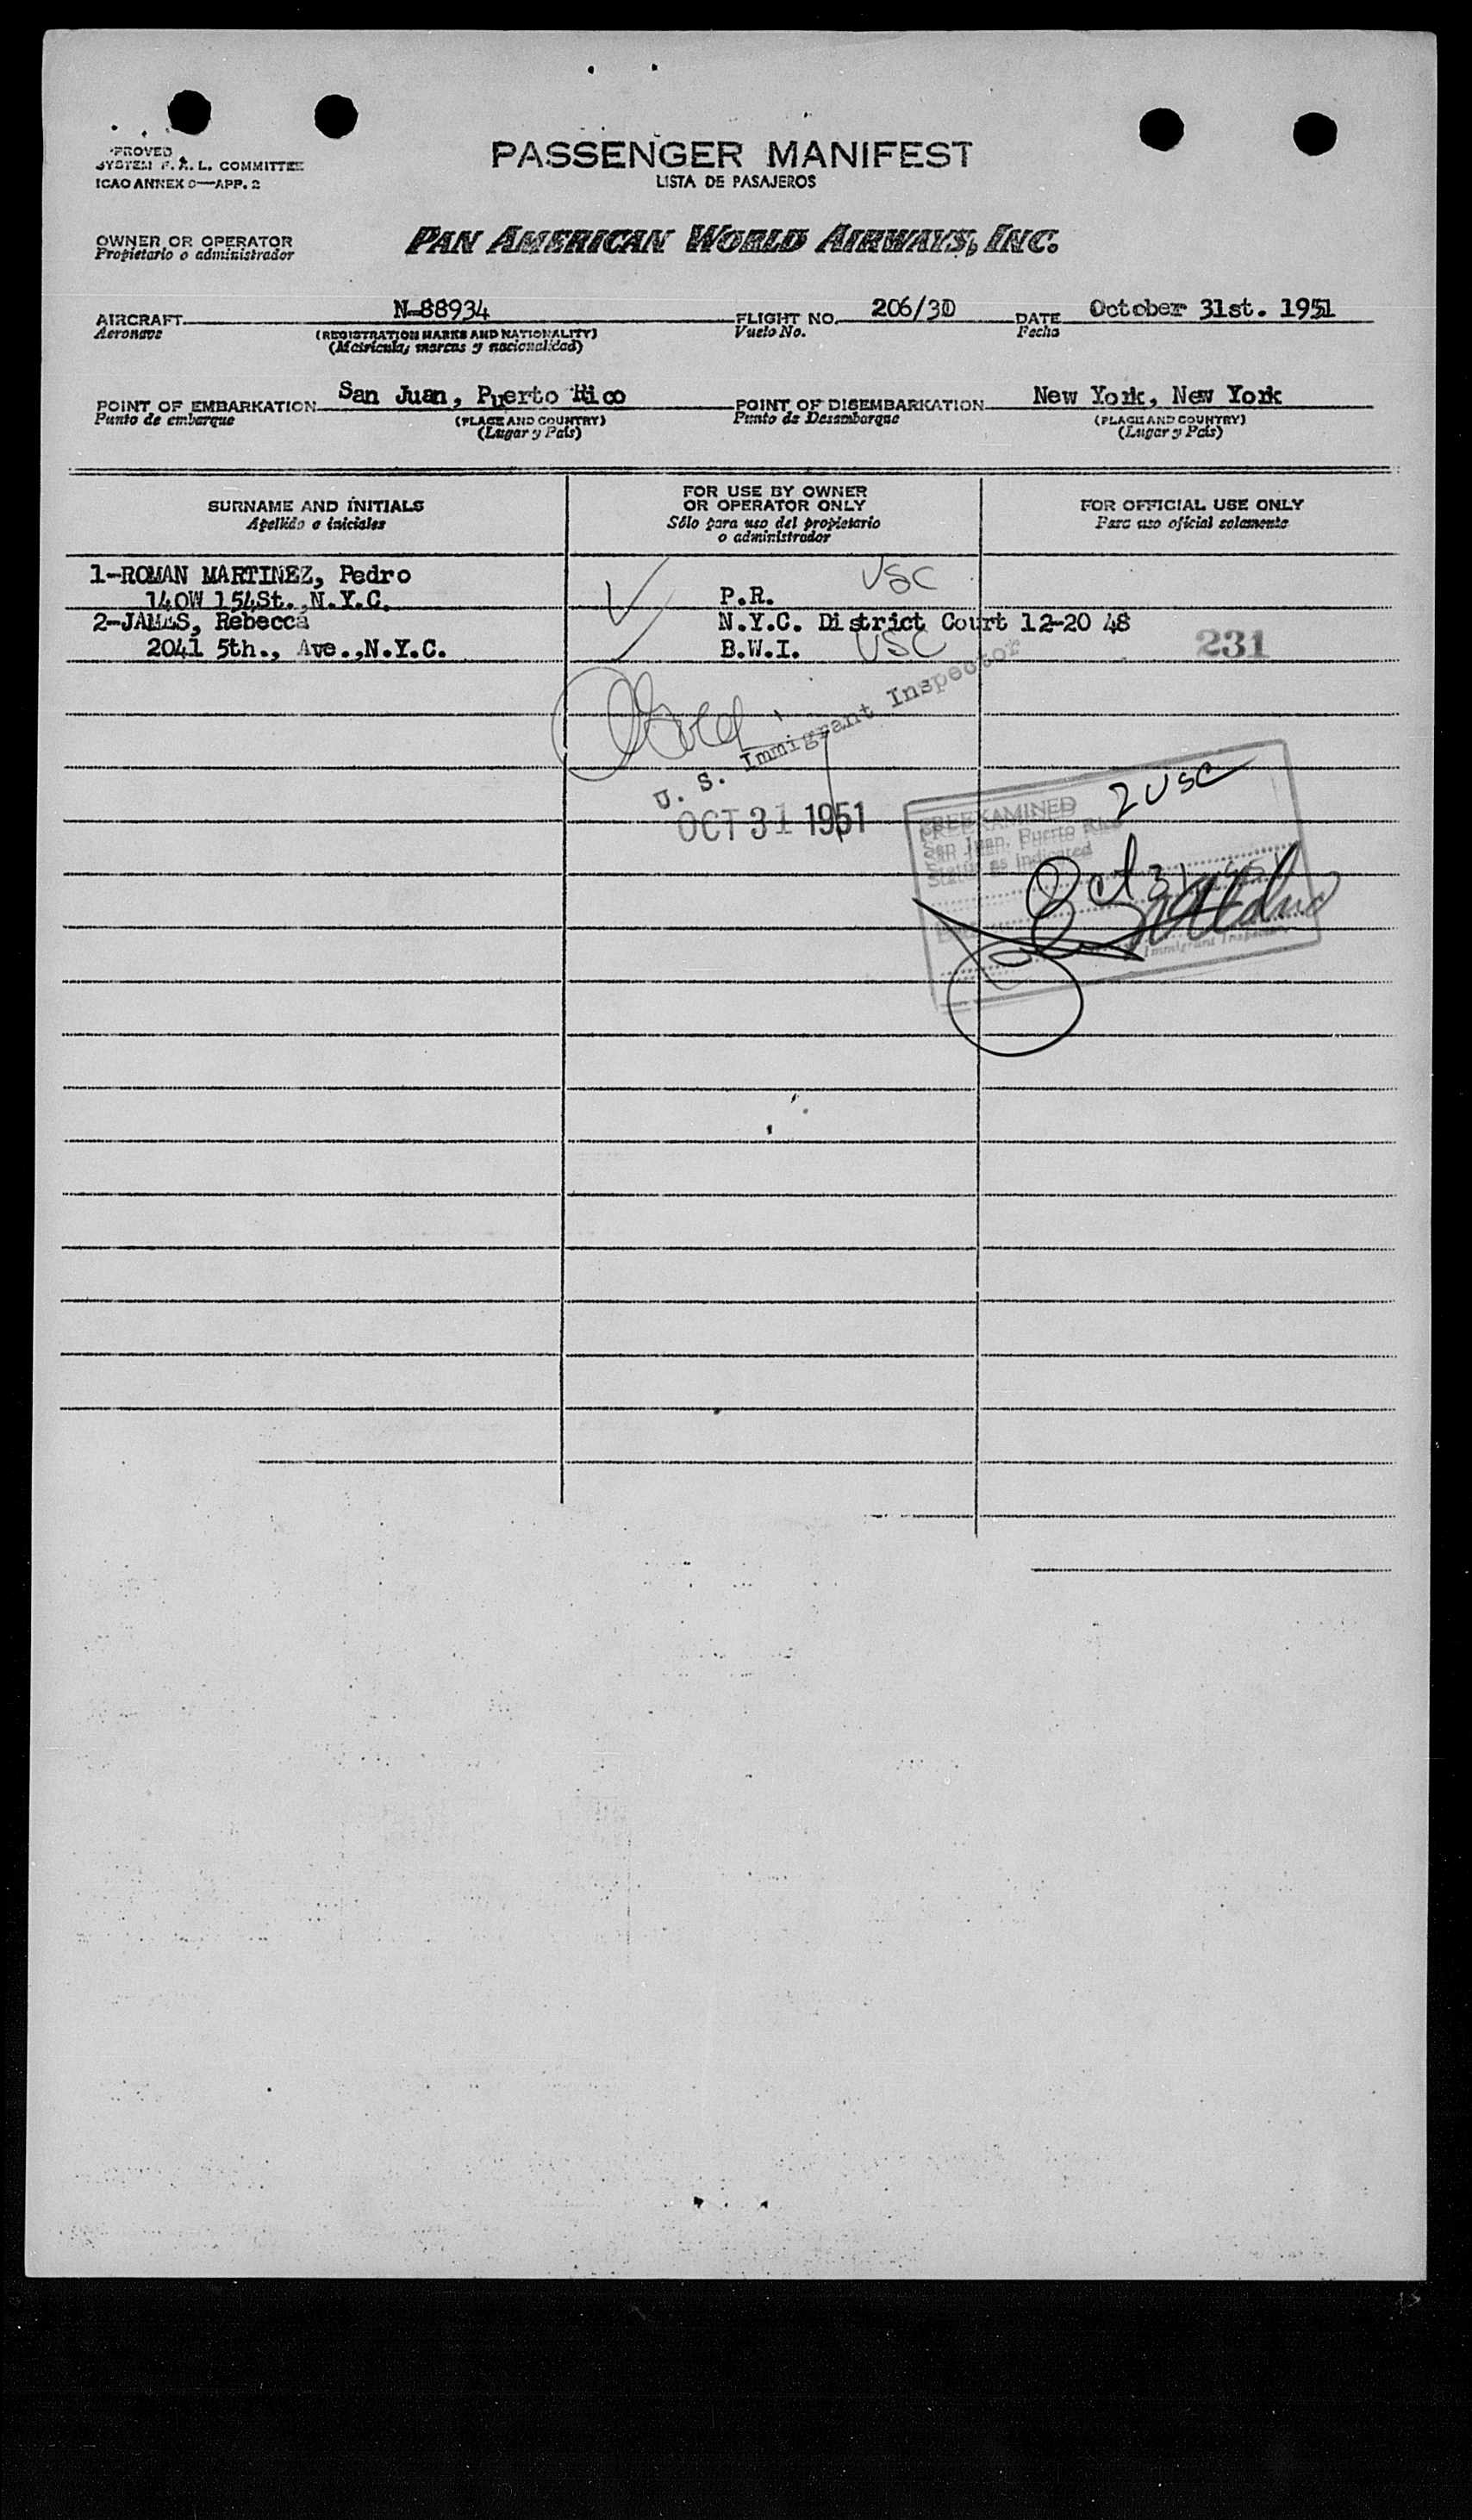 PROVED
SYSTEM F. A. L. COMMITTEE
ICAO ANNEX 9—APP. 2
PASSENGER MANIFEST
LISTA DE PASAJEROS
OWNER OR OPERATOR
Propietario o administrador
PAN AMERICAN WORLD AIRWAYS, INC.
AIRCRAFT N-88934 FLIGHT NO. 206/30 DATE October 31st. 1951
Aeronave (REGISTRATION MARKS AND NATIONALITY) Vuelo No. Fecha
(Matricula, marcas y nacionalidad)
POINT OF EMBARKATION San Juan, Puerto Rico POINT OF DISEMBARKATION New York, New York
Punto de embarque (PLACE AND COUNTRY) Punto de Desembarque (PLACE AND COUNTRY)
(Lugar y País) (Lugar y País)
SURNAME AND INITIALS
Apellido e iniciales
FOR USE BY OWNER
OR OPERATOR ONLY
Sólo para uso del propietario
o administrador
FOR OFFICIAL USE ONLY
Para uso oficial solamente
1-ROMAN MARTINEZ, Pedro USC
140W 154St.,N.Y.C. P.R.
2-JAMES, Rebecca N.Y.C. District Court 12-20 48
2041 5th., Ave.,N.Y.C. B.W.I. USC 231
U. S. Immigrant Inspector
OCT 31 1951
2 USC
PREEXAMINED
San Juan, Puerto Rico
Status as Indicated
Oct 31 1951
Immigrant Inspector